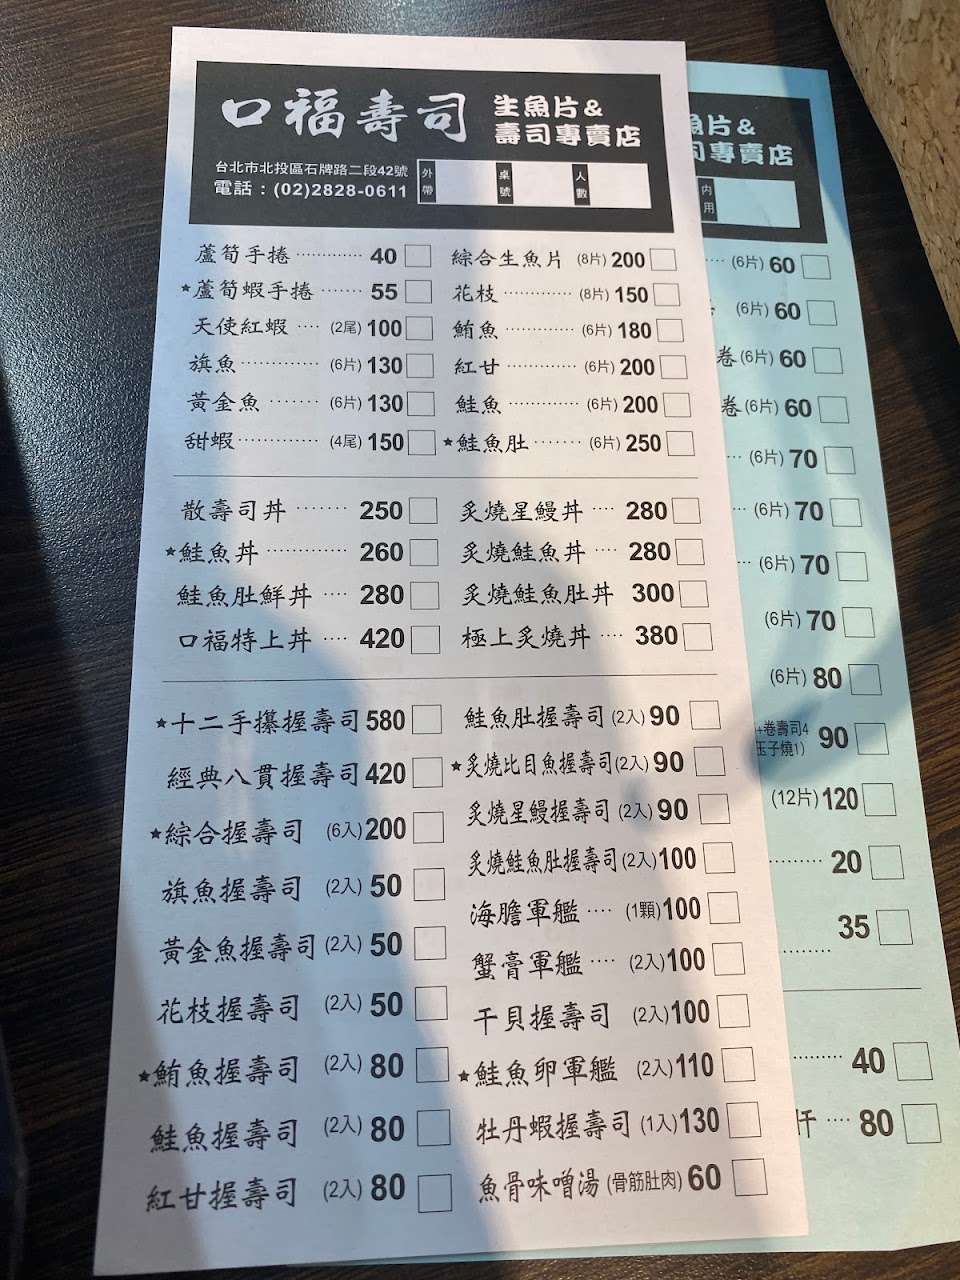 口福壽司 生魚片&
壽司專賣店
台北市北投區石牌路二段42號
電話：(02)2828-0611
外帶 桌號 人數
蘆筍手捲 ············ 40
★蘆筍蝦手捲 ······· 55
天使紅蝦 ···· (2尾) 100
旗魚 ············ (6片) 130
黃金魚 ········ (6片) 130
甜蝦 ············ (4尾) 150
綜合生魚片 (8片) 200
花枝 ············ (8片) 150
鮪魚 ············ (6片) 180
紅甘 ············ (6片) 200
鮭魚 ············ (6片) 200
★鮭魚肚 ······· (6片) 250
散壽司丼 ······· 250
★鮭魚丼 ············ 260
鮭魚肚鮮丼 ···· 280
口福特上丼 ···· 420
炙燒星鰻丼 ···· 280
炙燒鮭魚丼 ···· 280
炙燒鮭魚肚丼 300
極上炙燒丼 ···· 380
★十二手攥握壽司 580
經典八貫握壽司 420
★綜合握壽司 (6入) 200
旗魚握壽司 (2入) 50
黃金魚握壽司 (2入) 50
花枝握壽司 (2入) 50
★鮪魚握壽司 (2入) 80
鮭魚握壽司 (2入) 80
紅甘握壽司 (2入) 80
鮭魚肚握壽司 (2入) 90
★炙燒比目魚握壽司 (2入) 90
炙燒星鰻握壽司 (2入) 90
炙燒鮭魚肚握壽司 (2入) 100
海膽軍艦 ···· (1顆) 100
蟹膏軍艦 ···· (2入) 100
干貝握壽司 (2入) 100
★鮭魚卵軍艦 (2入) 110
牡丹蝦握壽司 (1入) 130
魚骨味噌湯 (骨筋肚肉) 60
魚片&
司專賣店
內用
···· (6片) 60
(6片) 60
卷 (6片) 60
卷 (6片) 60
··· (6片) 70
··· (6片) 70
··· (6片) 70
(6片) 70
(6片) 80
+卷壽司4
玉子燒1) 90
(12片) 120
········· 20
········· 35
········· 40
···· 80